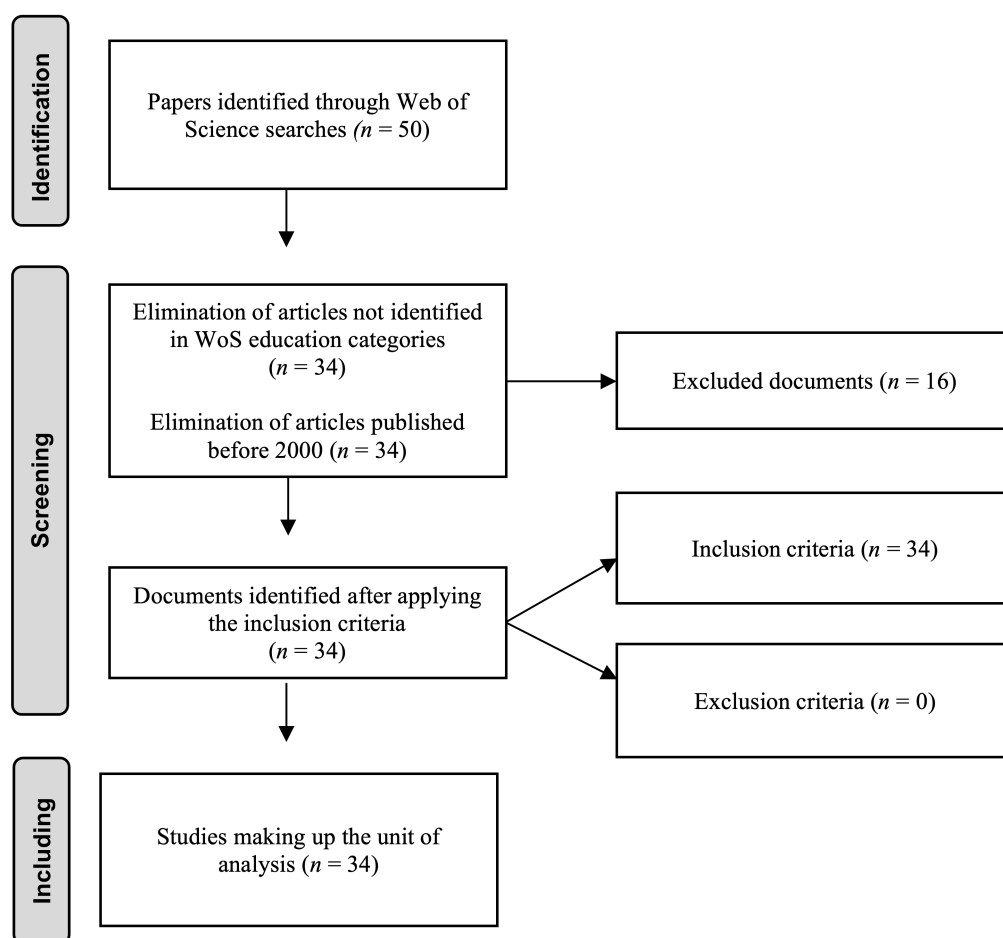 Identification
Papers identified through Web of
Science searches (n = 50)
Screening
Elimination of articles not identified
in WoS education categories
(n = 34)
Elimination of articles published
before 2000 (n = 34)
Excluded documents (n = 16)
Documents identified after applying
the inclusion criteria
(n = 34)
Inclusion criteria (n = 34)
Exclusion criteria (n = 0)
Including
Studies making up the unit of
analysis (n = 34)